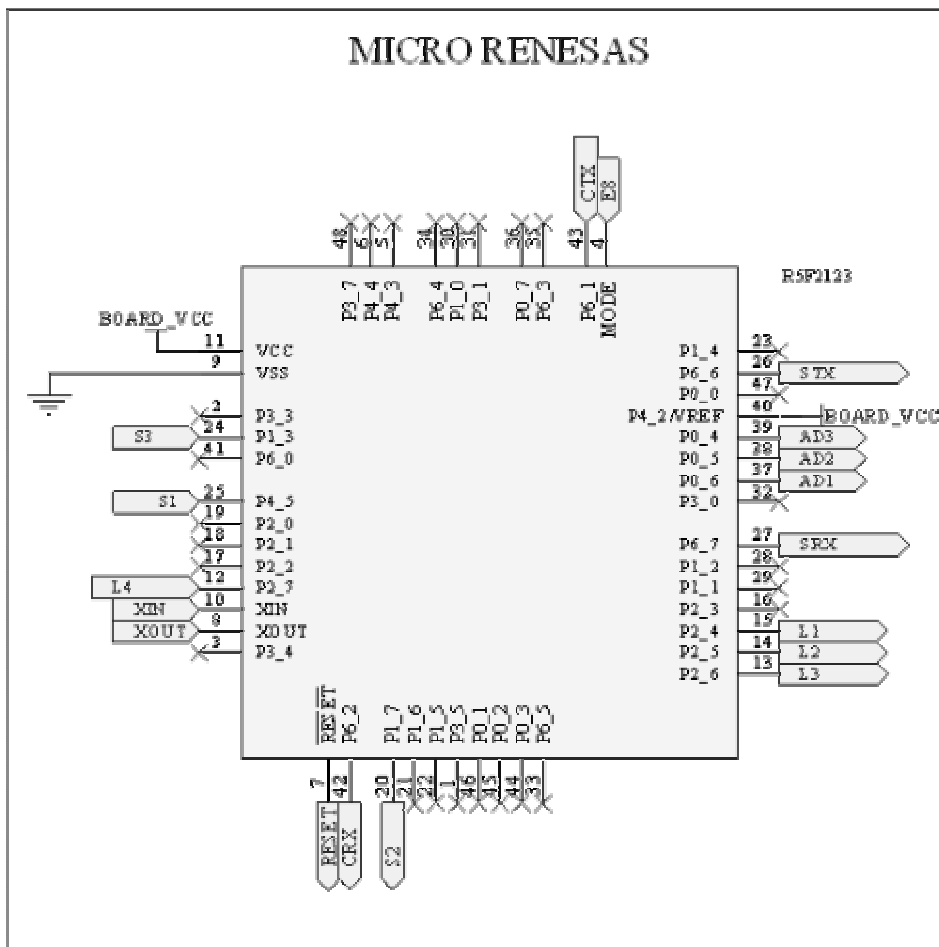 MICRO RENESAS
CTX
E8
48
6
5
34
30
31
36
35
43
4
P3_7
P4_4
P4_3
P6_4
P1_0
P3_1
P0_7
P6_3
P6_1
MODE
R5F2123
BOARD_VCC
11 VCC
9 VSS
2 P3_3
S3 24 P1_3
41 P6_0
S1 25 P4_5
19 P2_0
18 P2_1
17 P2_2
L4 12 P2_7
XIN 10 XIN
XOUT 8 XOUT
3 P3_4
P1_4 23
P6_6 26 STX
P0_0 47
P4_2/VREF 40 BOARD_VCC
P0_4 39 AD3
P0_5 38 AD2
P0_6 37 AD1
P3_0 32
P6_7 27 SRX
P1_2 28
P1_1 29
P2_3 16
P2_4 15 L1
P2_5 14 L2
P2_6 13 L3
RESET
P6_2
P1_7
P1_6
P1_5
P3_5
P0_1
P0_2
P0_3
P6_5
7
42
20
21
22
1
46
45
44
33
RESET
CRX
S2